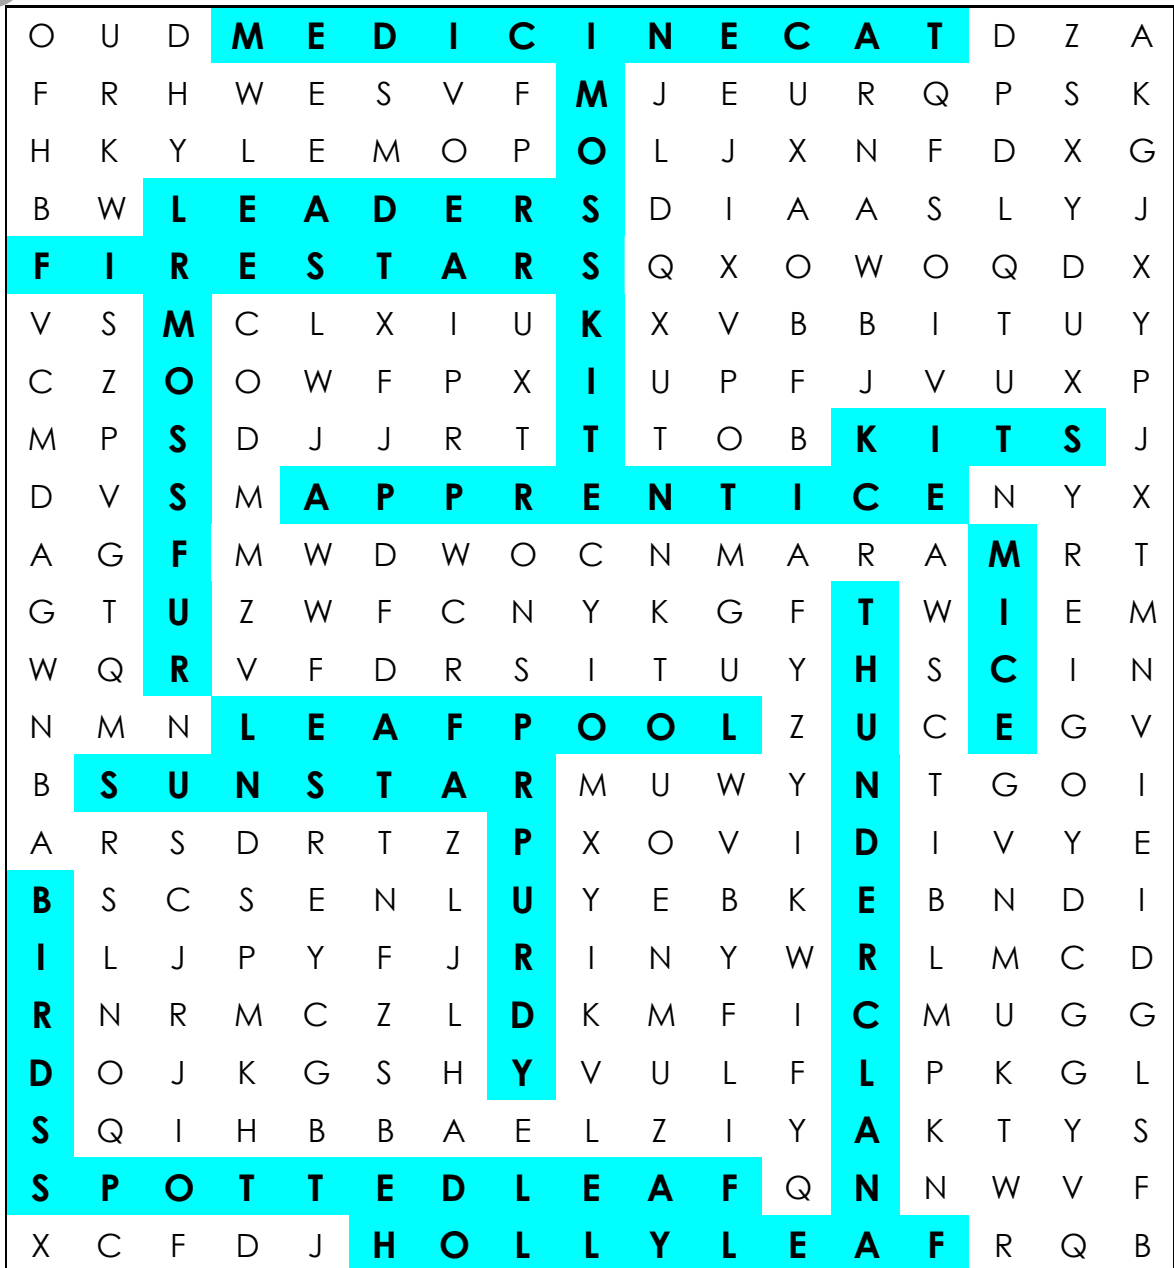 O U D M E D I C I N E C A T D Z A
F R H W E S V F M J E U R Q P S K
H K Y L E M O P O L J X N F D X G
B W L E A D E R S D I A A S L Y J
F I R E S T A R S Q X O W O Q D X
V S M C L X I U K X V B B I T U Y
C Z O O W F P X I U P F J V U X P
M P S D J J R T T T O B K I T S J
D V S M A P P R E N T I C E N Y X
A G F M W D W O C N M A R A M R T
G T U Z W F C N Y K G F T W I E M
W Q R V F D R S I T U Y H S C I N
N M N L E A F P O O L Z U C E G V
B S U N S T A R M U W Y N T G O I
A R S D R T Z P X O V I D I V Y E
B S C S E N L U Y E B K E B N D I
I L J P Y F J R I N Y W R L M C D
R N R M C Z L D K M F I C M U G G
D O J K G S H Y V U L F L P K G L
S Q I H B B A E L Z I Y A K T Y S
S P O T T E D L E A F Q N N W V F
X C F D J H O L L Y L E A F R Q B